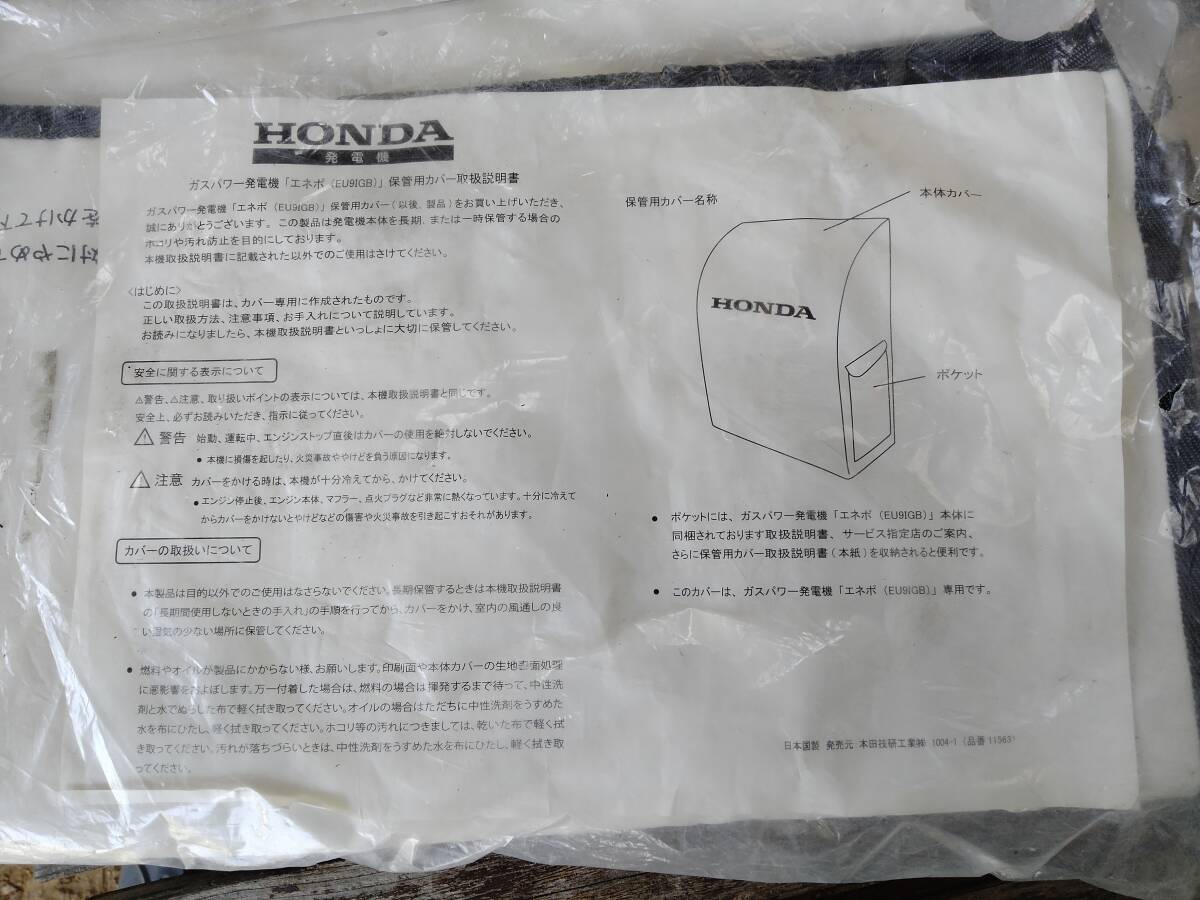 HONDA
発電機
ガスパワー発電機「エネポ（EU9IGB）」保管用カバー取扱説明書
ガスパワー発電機「エネポ（EU9IGB）」保管用カバー（以後、製品）をお買い上げいただき、
誠にありがとうございます。この製品は発電機本体を長期、または一時保管する場合の
ホコリや汚れ防止を目的にしております。
本機取扱説明書に記載された以外でのご使用はさけてください。
〈はじめに〉
この取扱説明書は、カバー専用に作成されたものです。
正しい取扱方法、注意事項、お手入れについて説明しています。
お読みになりましたら、本機取扱説明書といっしょに大切に保管してください。
安全に関する表示について
⚠警告、⚠注意、取り扱いポイントの表示については、本機取扱説明書と同じです。
安全上、必ずお読みいただき、指示に従ってください。
⚠ 警告 始動、運転中、エンジンストップ直後はカバーの使用を絶対しないでください。
● 本機に損傷を起したり、火災事故ややけどを負う原因になります。
⚠ 注意 カバーをかける時は、本機が十分冷えてから、かけてください。
● エンジン停止後、エンジン本体、マフラー、点火プラグなど非常に熱くなっています。十分に冷えて
からカバーをかけないとやけどなどの傷害や火災事故を引き起こすおそれがあります。
カバーの取扱いについて
● 本製品は目的以外でのご使用はなさらないでください。長期保管するときは本機取扱説明書
の「長期間使用しないときの手入れ」の手順を行ってから、カバーをかけ、室内の風通しの良
い湿気の少ない場所に保管してください。
● 燃料やオイルが製品にかからない様、お願いします。印刷面や本体カバーの生地表面処理
に悪影響をおよぼします。万一付着した場合は、燃料の場合は揮発するまで待って、中性洗
剤と水でぬらした布で軽く拭き取ってください。オイルの場合はただちに中性洗剤をうすめた
水を布にひたし、軽く拭き取ってください。ホコリ等の汚れにつきましては、乾いた布で軽く拭
き取ってください。汚れが落ちづらいときは、中性洗剤をうすめた水を布にひたし、軽く拭き取
ってください。
保管用カバー名称
本体カバー
HONDA
ポケット
● ポケットには、ガスパワー発電機「エネポ（EU9IGB）」本体に
同梱されております取扱説明書、サービス指定店のご案内、
さらに保管用カバー取扱説明書（本紙）を収納されると便利です。
● このカバーは、ガスパワー発電機「エネポ（EU9IGB）」専用です。
日本国製 発売元：本田技研工業㈱ 1004-1（品番 11563）
をかけて
対にやめ